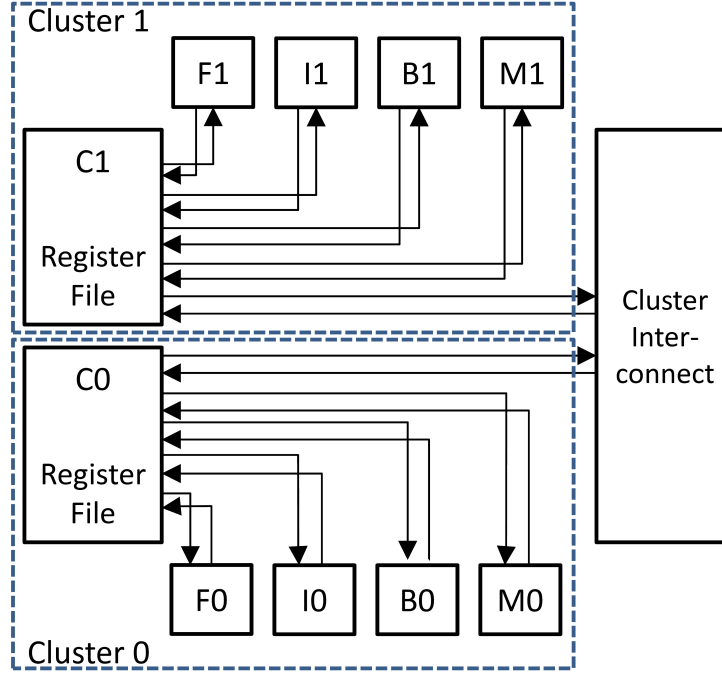 Cluster 1
F1
I1
B1
M1
C1
Register
File
Cluster
Inter-
connect
C0
Register
File
F0
I0
B0
M0
Cluster 0